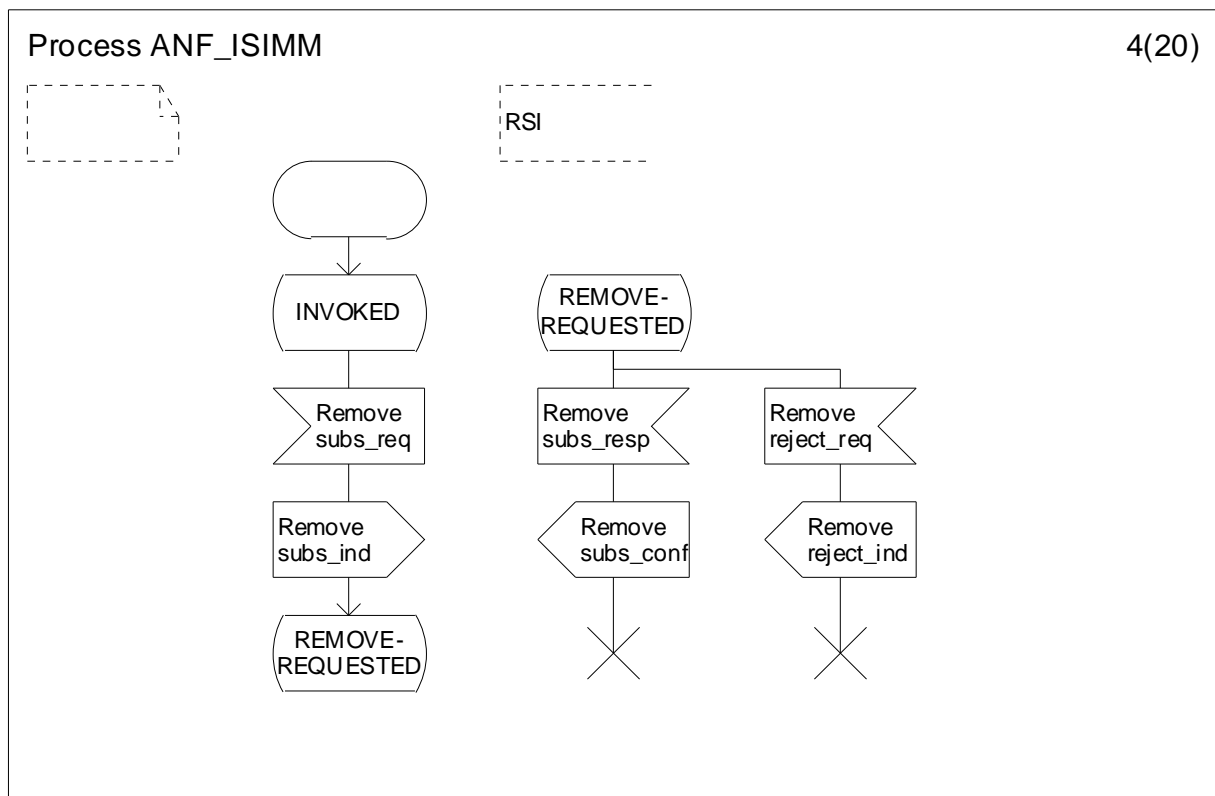 Process ANF_ISIMM
4(20)
RSI
INVOKED
Remove
subs_req
Remove
subs_ind
REMOVE-
REQUESTED
REMOVE-
REQUESTED
Remove
subs_resp
Remove
subs_conf
Remove
reject_req
Remove
reject_ind